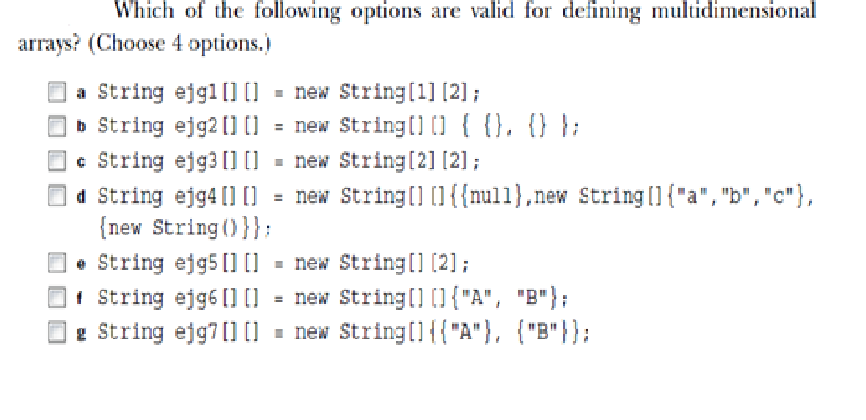 Which of the following options are valid for defining multidimensional
arrays? (Choose 4 options.)
a String ejg1[][] = new String[1][2];
b String ejg2[][] = new String[][] { {}, {} };
c String ejg3[][] = new String[2][2];
d String ejg4[][] = new String[][]{{null},new String[]{"a","b","c"},
{new String()}};
e String ejg5[][] = new String[][2];
f String ejg6[][] = new String[][]{"A", "B"};
g String ejg7[][] = new String[]{{"A"}, {"B"}};